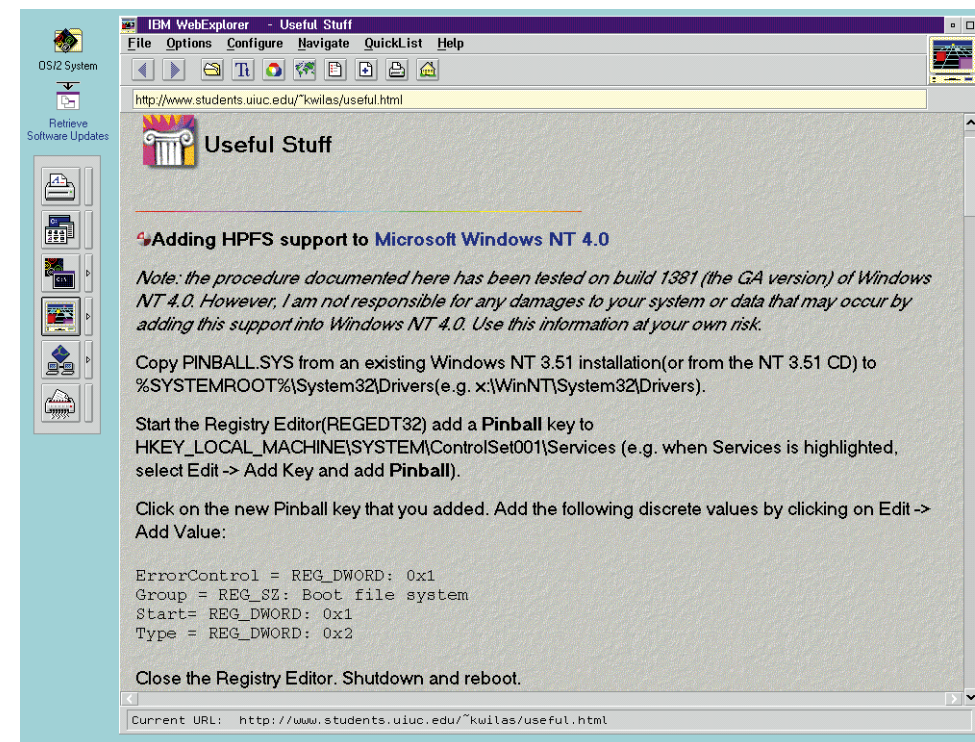 IBM WebExplorer - Useful Stuff
File Options Configure Navigate QuickList Help
OS/2 System
Retrieve
Software Updates
http://www.students.uiuc.edu/~kwilas/useful.html
Useful Stuff
Adding HPFS support to Microsoft Windows NT 4.0
Note: the procedure documented here has been tested on build 1381 (the GA version) of Windows
NT 4.0. However, I am not responsible for any damages to your system or data that may occur by
adding this support into Windows NT 4.0. Use this information at your own risk.
Copy PINBALL.SYS from an existing Windows NT 3.51 installation(or from the NT 3.51 CD) to
%SYSTEMROOT%\System32\Drivers(e.g. x:\WinNT\System32\Drivers).
Start the Registry Editor(REGEDT32) add a Pinball key to
HKEY_LOCAL_MACHINE\SYSTEM\ControlSet001\Services (e.g. when Services is highlighted,
select Edit -> Add Key and add Pinball).
Click on the new Pinball key that you added. Add the following discrete values by clicking on Edit ->
Add Value:
ErrorControl = REG_DWORD: 0x1
Group = REG_SZ: Boot file system
Start= REG_DWORD: 0x1
Type = REG_DWORD: 0x2
Close the Registry Editor. Shutdown and reboot.
Current URL: http://www.students.uiuc.edu/~kwilas/useful.html